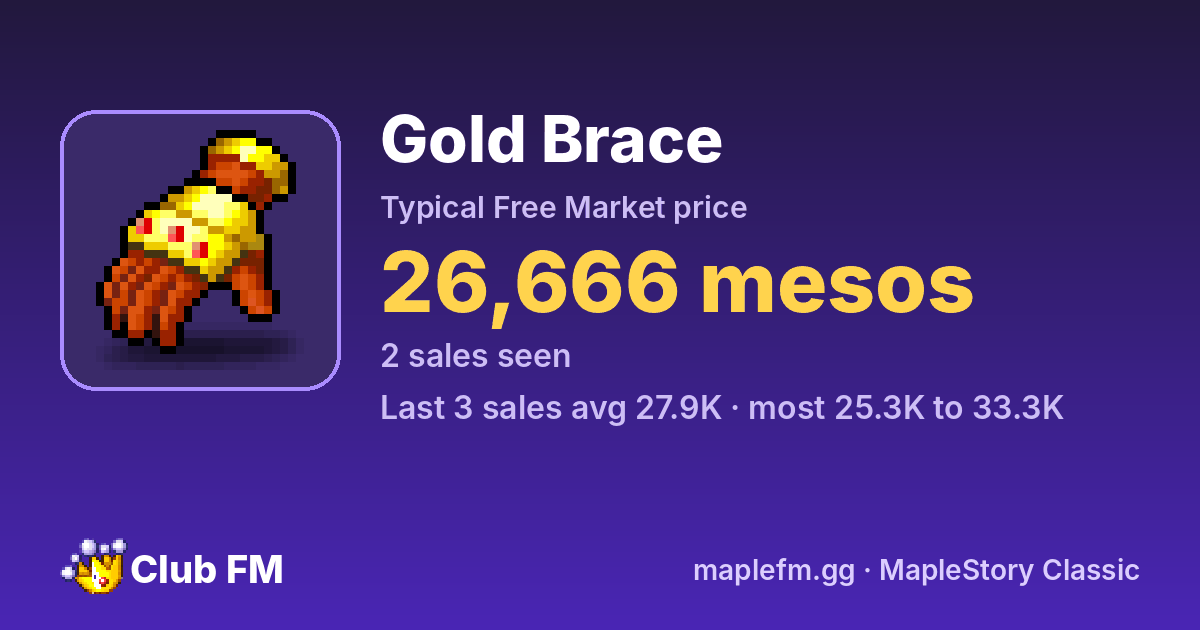 Gold Brace
Typical Free Market price
26,666 mesos
2 sales seen
Last 3 sales avg 27.9K · most 25.3K to 33.3K
Club FM
maplefm.gg · MapleStory Classic